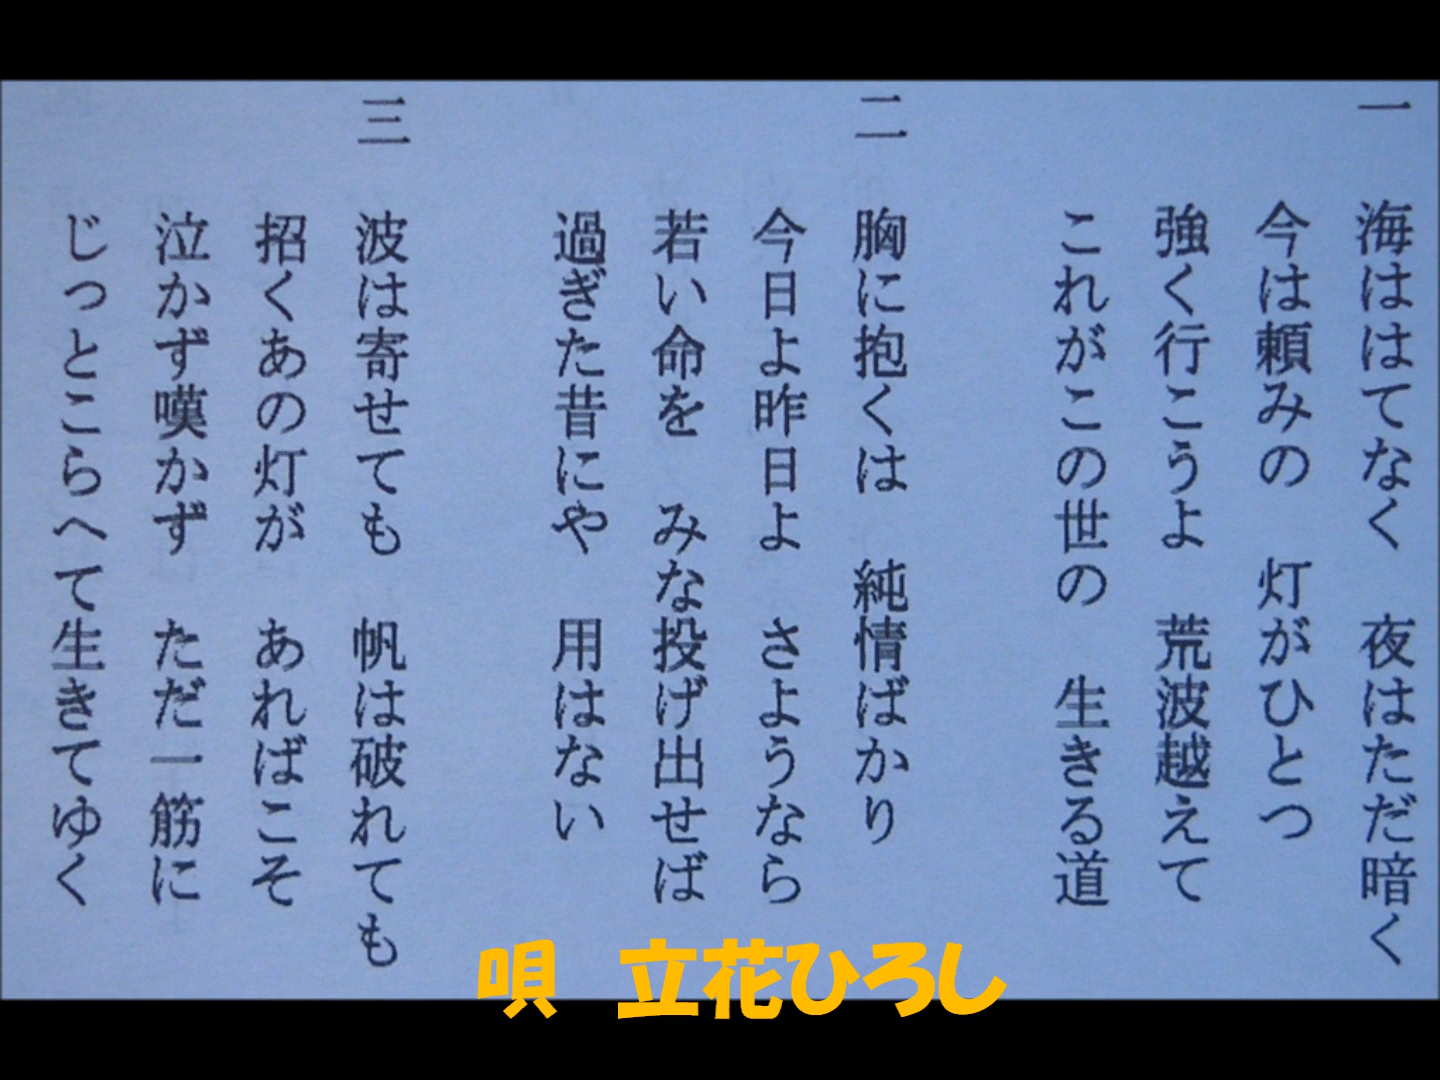 一
海ははてなく　夜はただ暗く
今は頼みの　灯がひとつ
強く行こうよ　荒波越えて
これがこの世の　生きる道
二
胸に抱くは　純情ばかり
今日よ昨日よ　さようなら
若い命を　みな投げ出せば
過ぎた昔にや　用はない
三
波は寄せても　帆は破れても
招くあの灯が　あればこそ
泣かず嘆かず　ただ一筋に
じっとこらへて生きてゆく
唄　立花ひろし